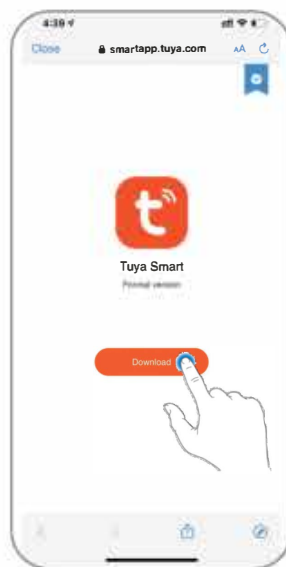 4:39
Close smartapp.tuya.com AA
Tuya Smart
Formal version
Download